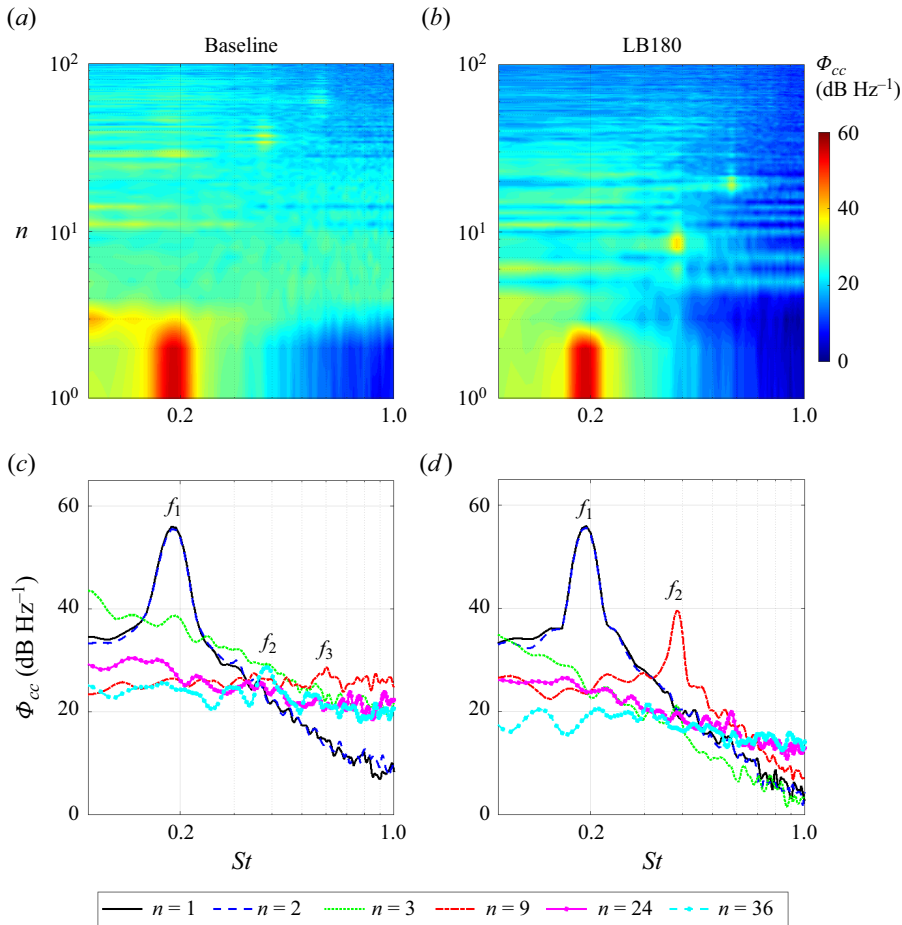 (a)
Baseline
(b)
LB180
Φcc
(dB Hz⁻¹)
10²
n
10¹
10⁰
0.2
1.0
0.2
1.0
60
40
20
0
(c)
(d)
60
40
20
0
Φcc (dB Hz⁻¹)
f₁
f₂
f₃
0.2
1.0
St
60
40
20
0
f₁
f₂
0.2
1.0
St
10²
10¹
10⁰
n = 1
n = 2
n = 3
n = 9
n = 24
n = 36